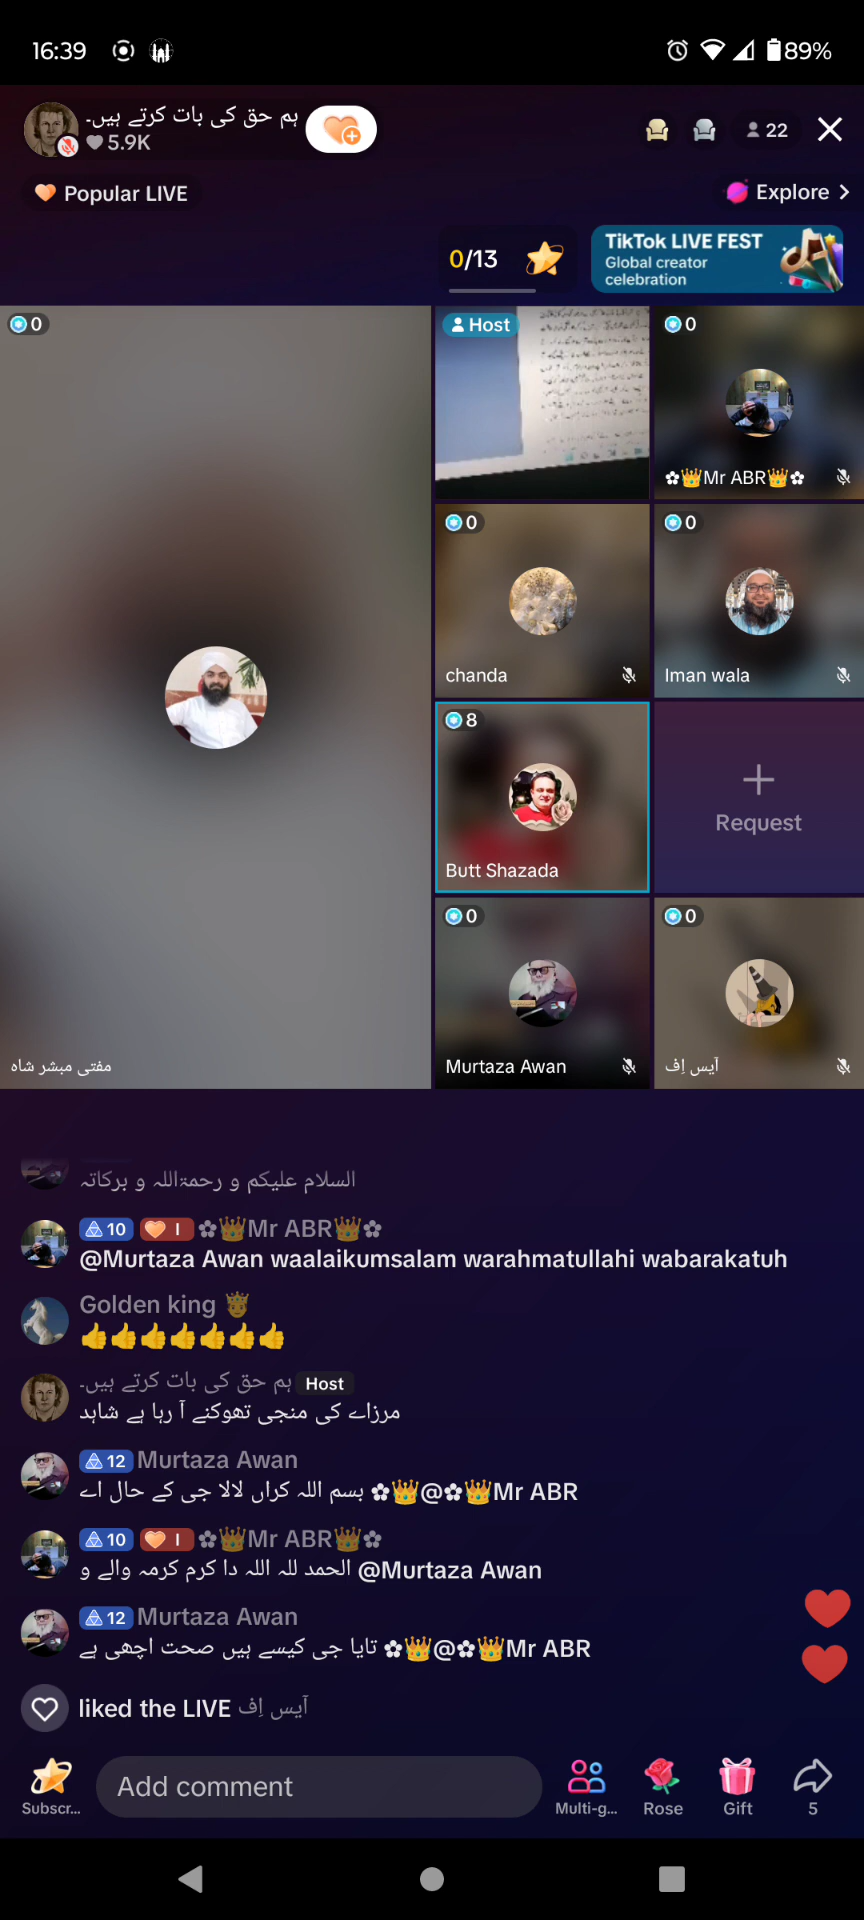 16:39
89%
ہم حق کی بات کرتے ہیں۔
5.9K
22
Popular LIVE
Explore
0/13
TikTok LIVE FEST
Global creator
celebration
0
Host
0
✿👑Mr ABR👑✿
0
chanda
0
Iman wala
8
Butt Shazada
Request
0
Murtaza Awan
0
آیس اِف
مفتی مبشر شاہ
السلام علیکم و رحمۃاللہ و برکاتہ
10 I ✿👑Mr ABR👑✿
@Murtaza Awan waalaikumsalam warahmatullahi wabarakatuh
Golden king 🤴
👍👍👍👍👍👍👍
ہم حق کی بات کرتے ہیں۔ Host
مرزاے کی منجی تھوکنے آ رہا ہے شاہد
12 Murtaza Awan
بسم اللہ کراں لالا جی کے حال اے ✿👑@✿👑Mr ABR
10 I ✿👑Mr ABR👑✿
الحمد للہ اللہ دا کرم کرمہ والے و @Murtaza Awan
12 Murtaza Awan
تایا جی کیسے ہیں صحت اچھی ہے ✿👑@✿👑Mr ABR
liked the LIVE آیس اِف
Subscr...
Add comment
Multi-g...
Rose
Gift
5